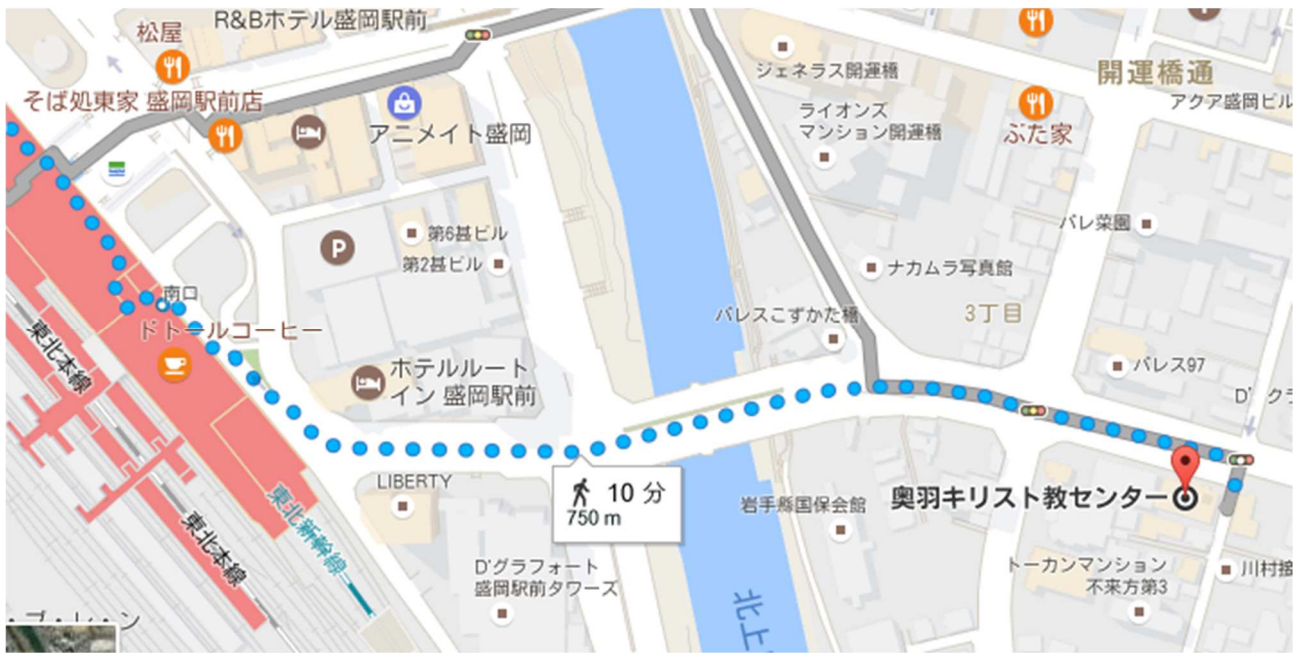 R&Bホテル盛岡駅前
松屋
そば処東家 盛岡駅前店
アニメイト盛岡
ジェネラス開運橋
開運橋通
アクア盛岡ビル
ライオンズ
マンション開運橋
ぶた家
P
第6甚ビル
第2甚ビル
パレ菜園
ナカムラ写真館
南口
ドトールコーヒー
パレスこずかた橋
3丁目
東北本線
ホテルルート
イン 盛岡駅前
パレス97
LIBERTY
10 分
750 m
岩手縣国保会館
奥羽キリスト教センター
東北本線
東北新幹線
D'グラフォート
盛岡駅前タワーズ
北上
トーカンマンション
不来方第3
川村